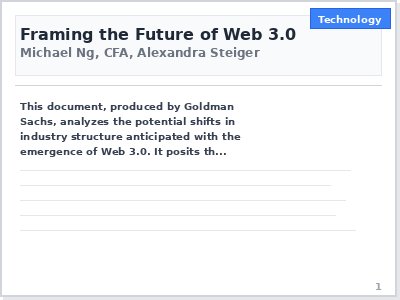 Technology
Framing the Future of Web 3.0
Michael Ng, CFA, Alexandra Steiger
This document, produced by Goldman
Sachs, analyzes the potential shifts in
industry structure anticipated with the
emergence of Web 3.0. It posits th...
1